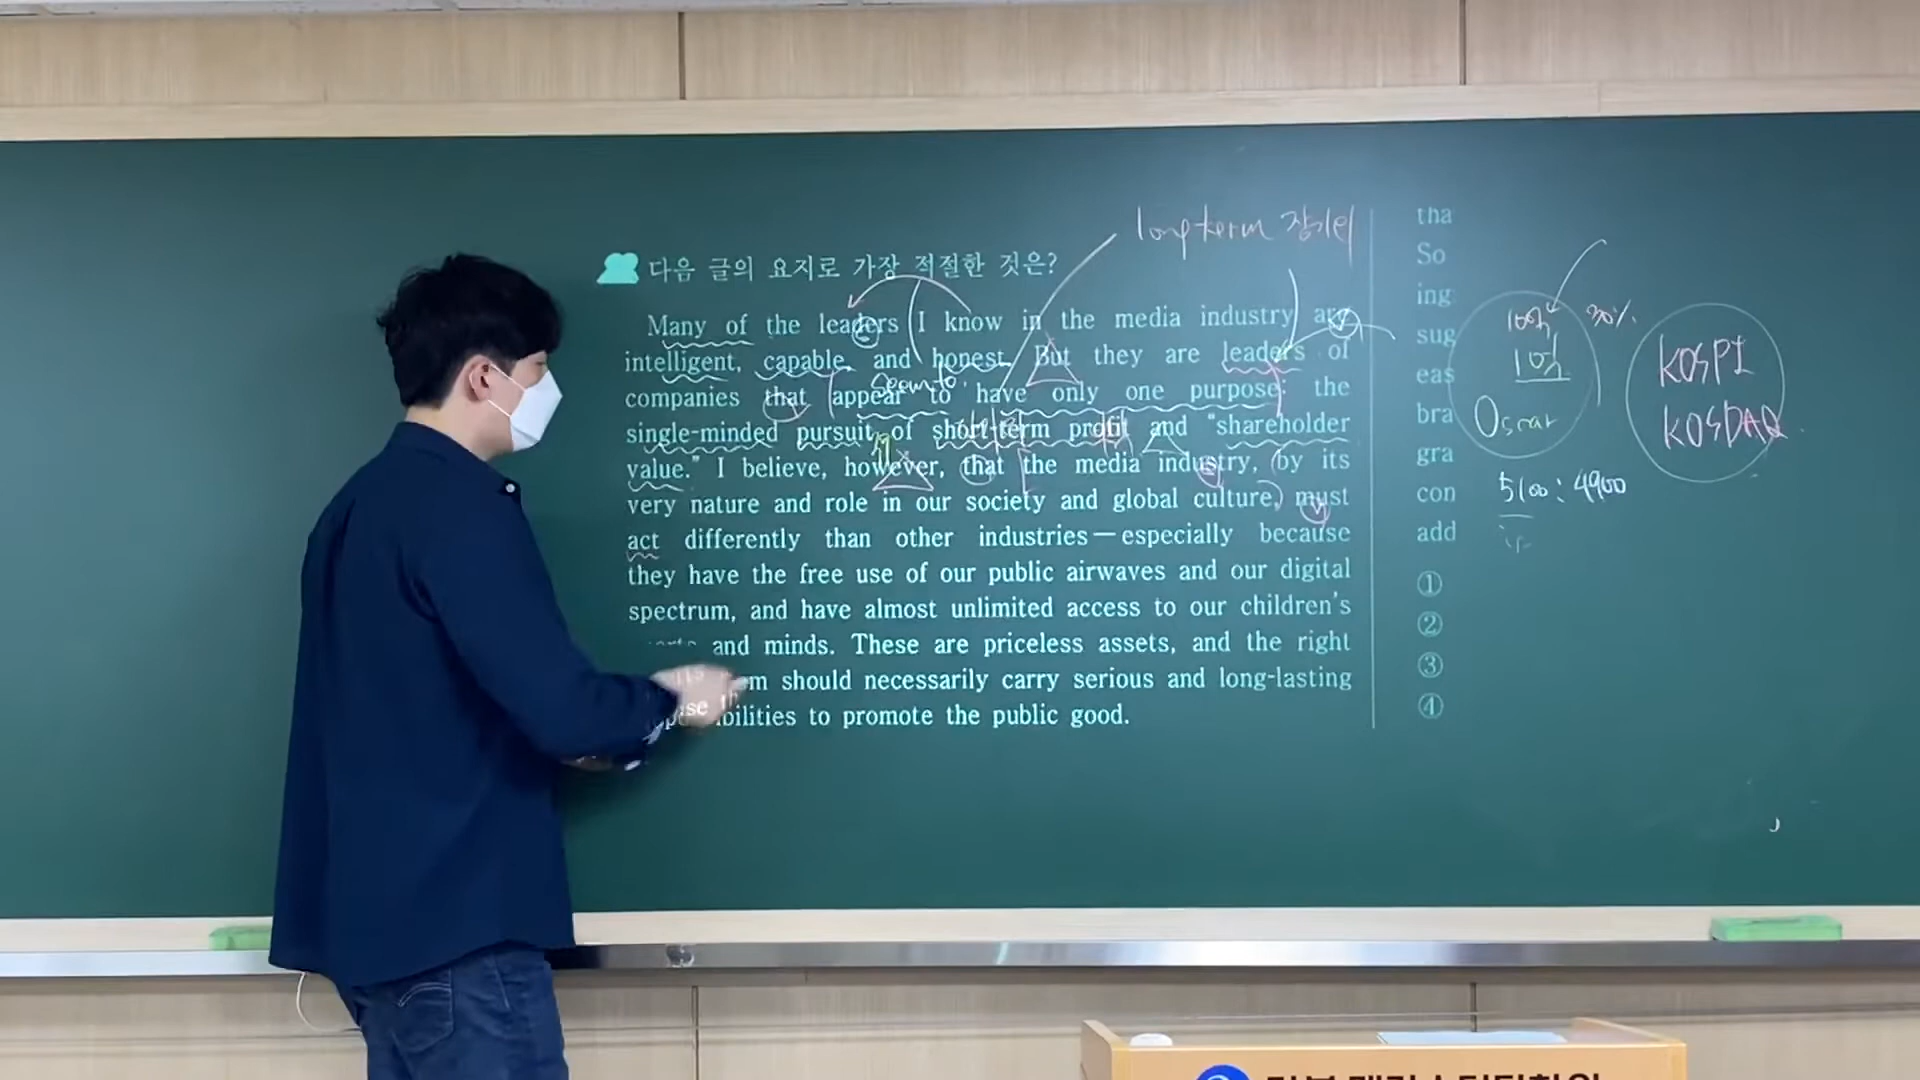 다음 글의 요지로 가장 적절한 것은?
Many of the leaders I know in the media industry are
intelligent, capable, and honest. But they are leaders of
companies that appear to have only one purpose: the
single-minded pursuit of short-term profit and “shareholder
value.” I believe, however, that the media industry, by its
very nature and role in our society and global culture, must
act differently than other industries—especially because
they have the free use of our public airwaves and our digital
spectrum, and have almost unlimited access to our children's
and minds. These are priceless assets, and the right
should necessarily carry serious and long-lasting
to promote the public good.
long-term 장기의
seem to
tha
So
ing
sug
eas
bra
gra
con
add
①
②
③
④
100%
30%
10%
Oscar
5100 : 4900
KOSPI
KOSDAQ